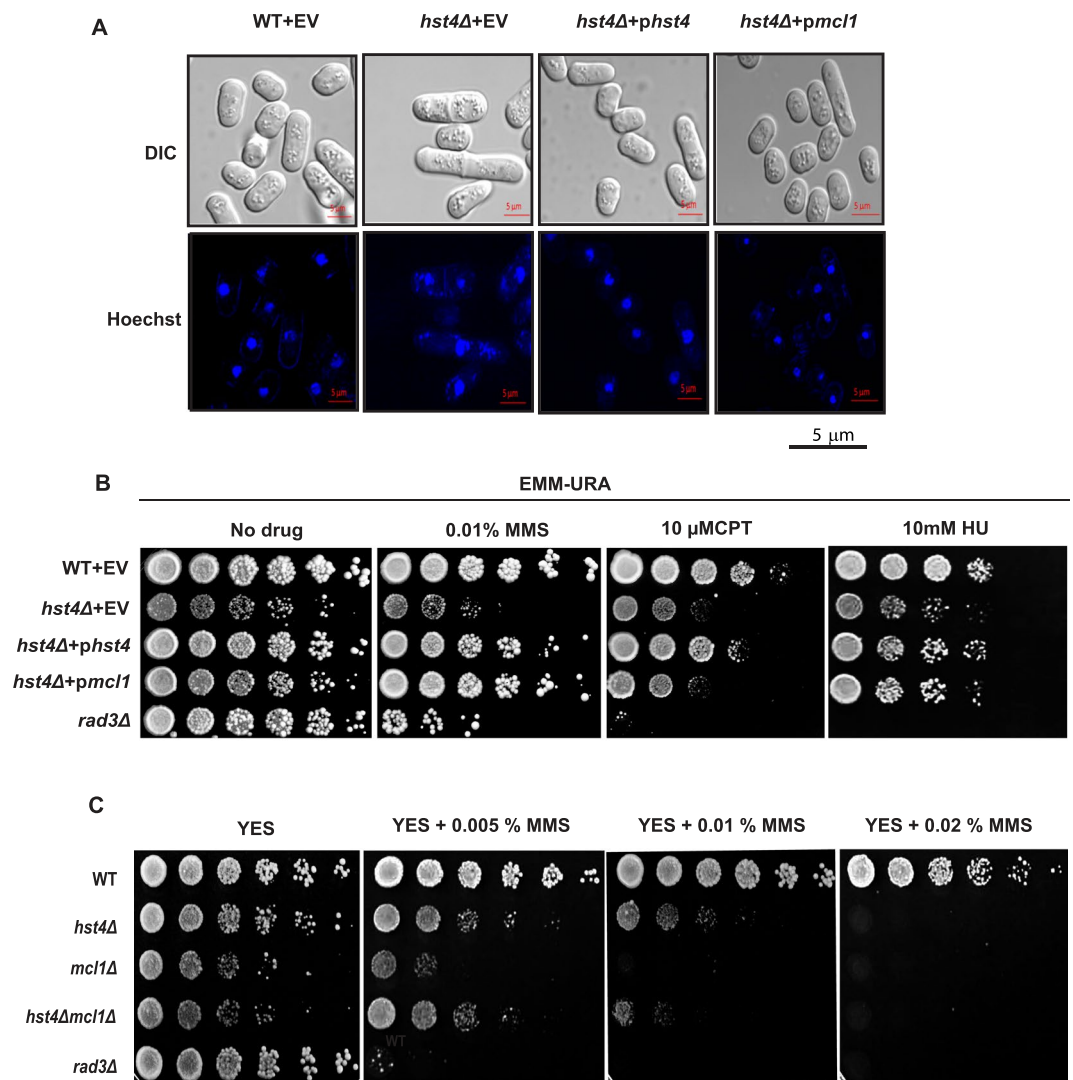 A
WT+EV
hst4Δ+EV
hst4Δ+phst4
hst4Δ+pmcl1
DIC
5 μm
5 μm
5 μm
5 μm
Hoechst
5 μm
5 μm
5 μm
5 μm
5 μm
B
EMM-URA
No drug
0.01% MMS
10 μMCPT
10mM HU
WT+EV
hst4Δ+EV
hst4Δ+phst4
hst4Δ+pmcl1
rad3Δ
C
YES
YES + 0.005 % MMS
YES + 0.01 % MMS
YES + 0.02 % MMS
WT
hst4Δ
mcl1Δ
hst4Δmcl1Δ
WT
rad3Δ